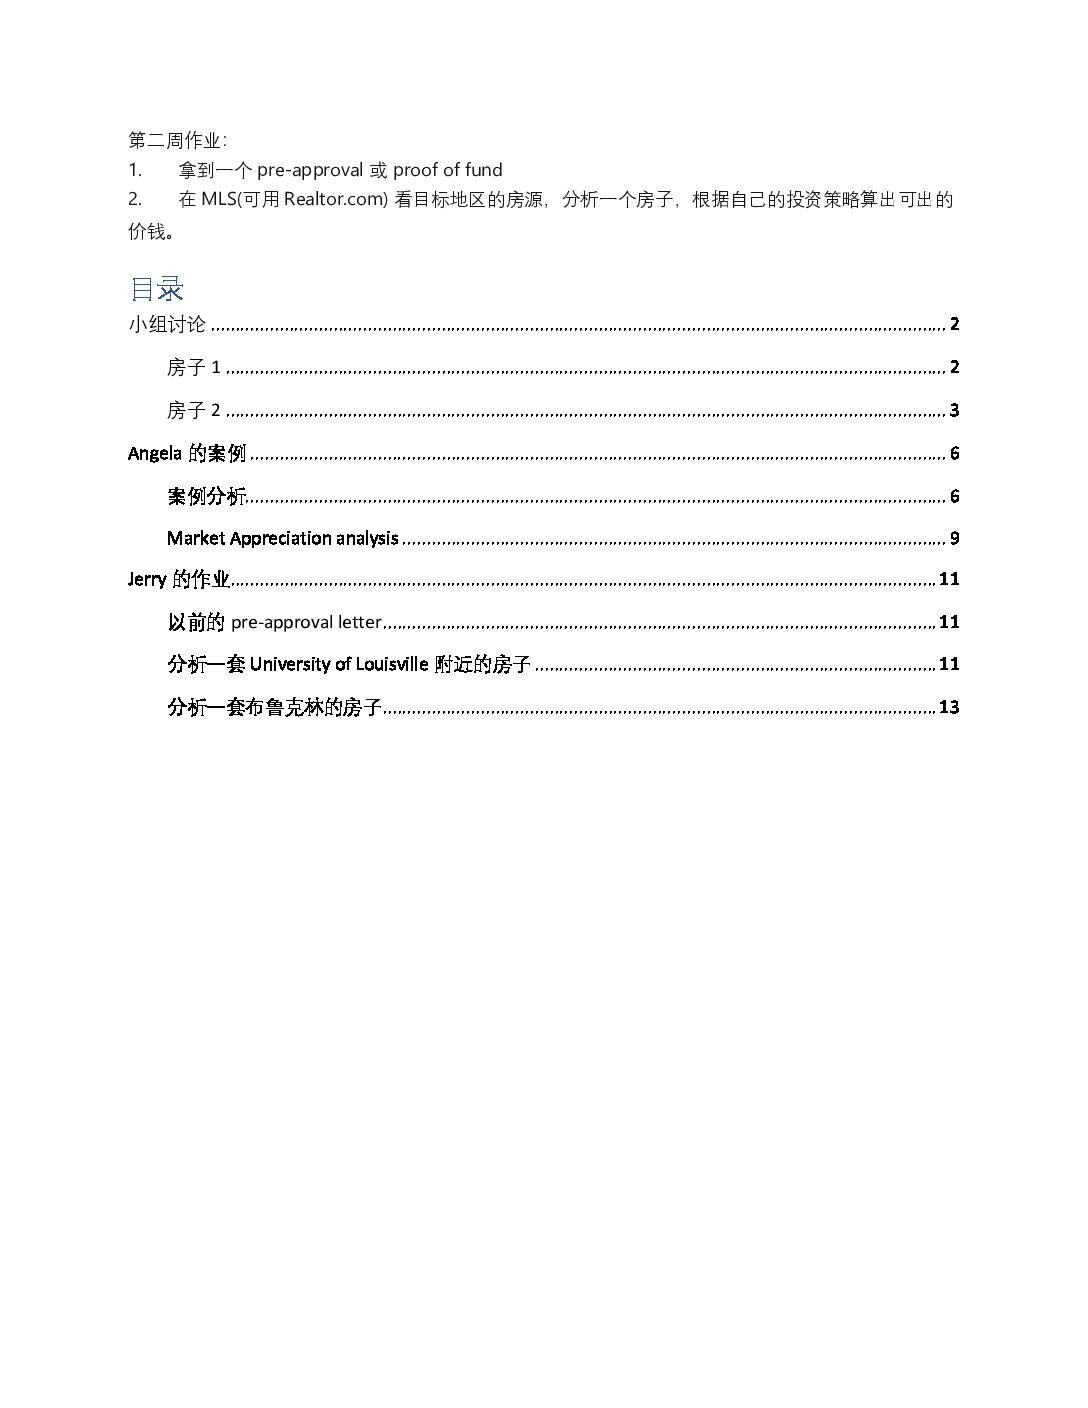 第二周作业：
1. 拿到一个 pre-approval 或 proof of fund
2. 在 MLS(可用 Realtor.com) 看目标地区的房源，分析一个房子，根据自己的投资策略算出可出的
价钱。
目录
小组讨论 ........................................ 2
房子 1 ........................................ 2
房子 2 ........................................ 3
Angela 的案例 ........................................ 6
案例分析 ........................................ 6
Market Appreciation analysis ........................................ 9
Jerry 的作业 ........................................ 11
以前的 pre-approval letter ........................................ 11
分析一套 University of Louisville 附近的房子 ........................................ 11
分析一套布鲁克林的房子 ........................................ 13